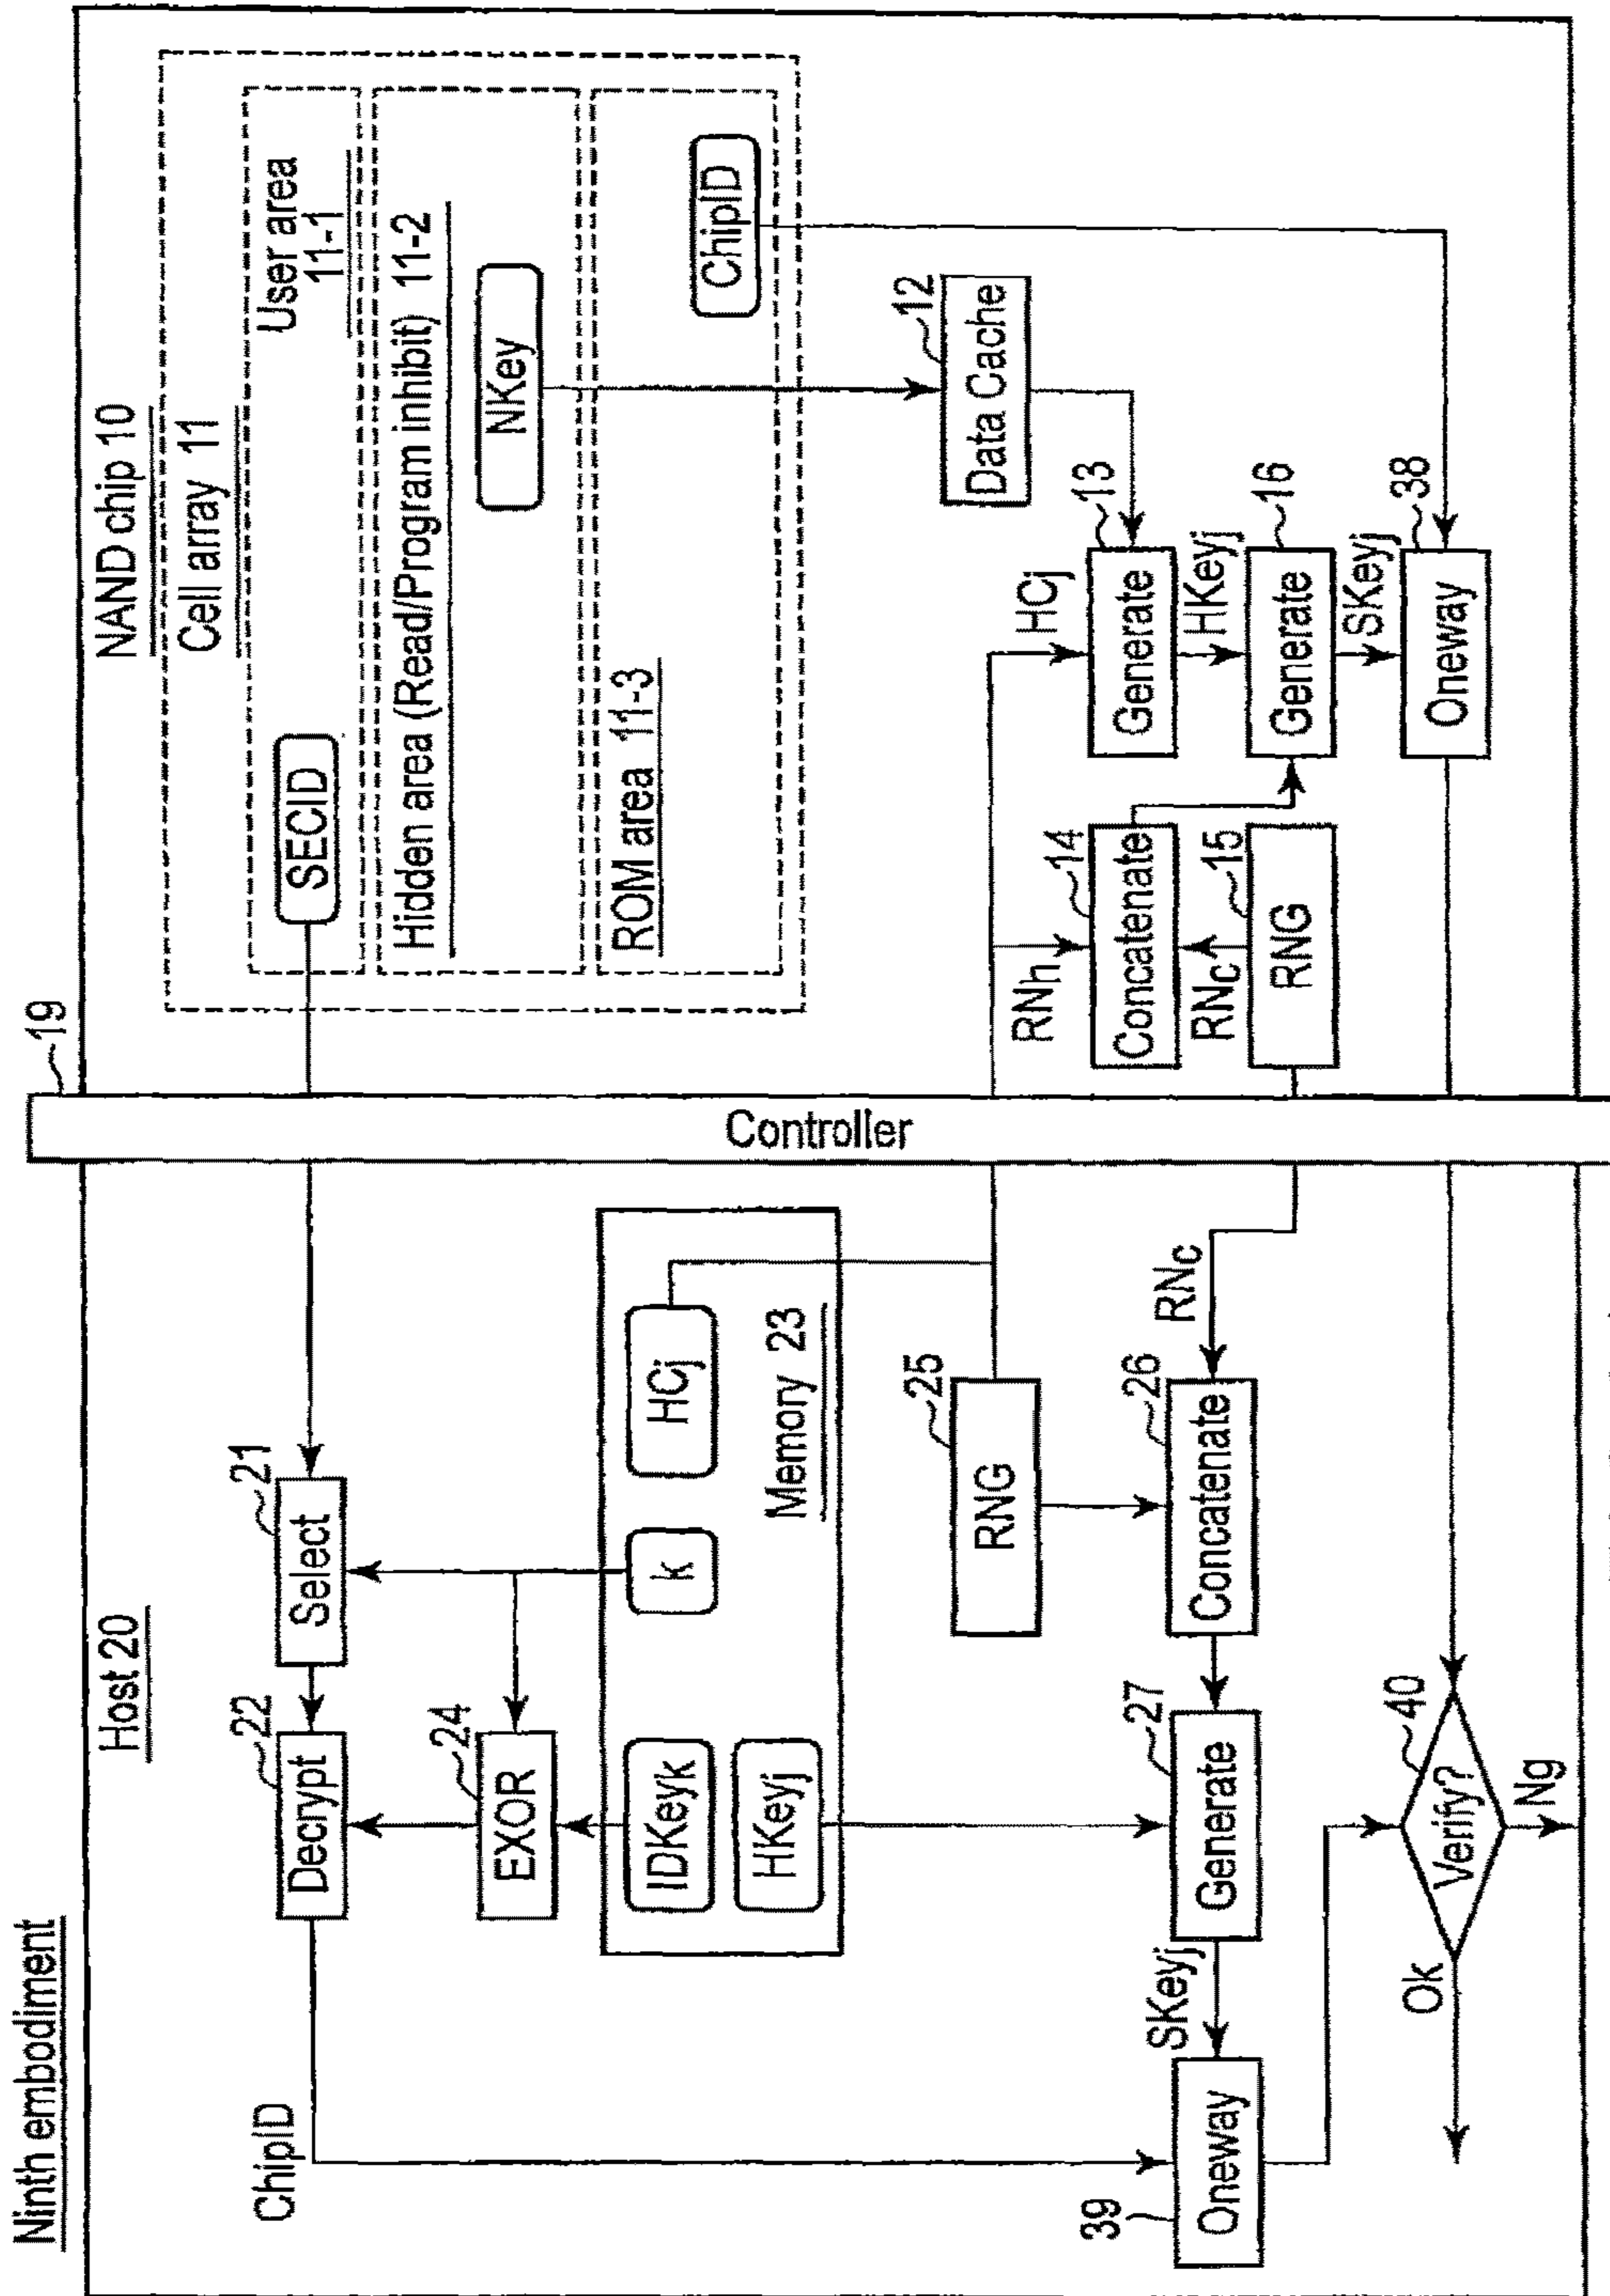 Ninth embodiment
Host 20
NAND chip 10
Cell array 11
19
Controller
ChipID
Decrypt
22
Select
21
SECID
User area
11-1
EXOR
24
Hidden area (Read/Program inhibit) 11-2
NKey
IDKeyk
k
HCj
HKeyj
Memory 23
ROM area 11-3
ChipID
RNG
25
Data Cache
12
RNh
HCj
Concatenate
14
Generate
13
RNc
HKeyj
RNG
15
Generate
16
SKeyj
Oneway
38
RNc
Concatenate
26
Generate
27
SKeyj
Oneway
39
Verify?
40
Ok
Ng